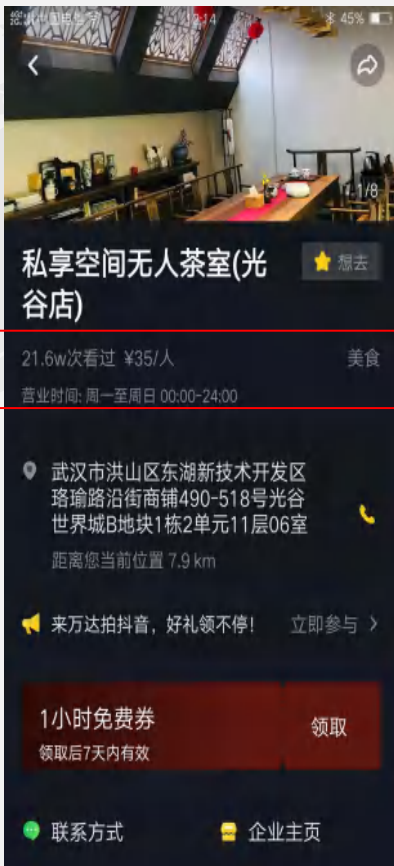 12:14
45%
1/8
私享空间无人茶室(光
谷店)
想去
21.6w次看过 ¥35/人
美食
营业时间: 周一至周日 00:00-24:00
武汉市洪山区东湖新技术开发区
珞瑜路沿街商铺490-518号光谷
世界城B地块1栋2单元11层06室
距离您当前位置 7.9 km
来万达拍抖音，好礼领不停!
立即参与
1小时免费券
领取后7天内有效
领取
联系方式
企业主页